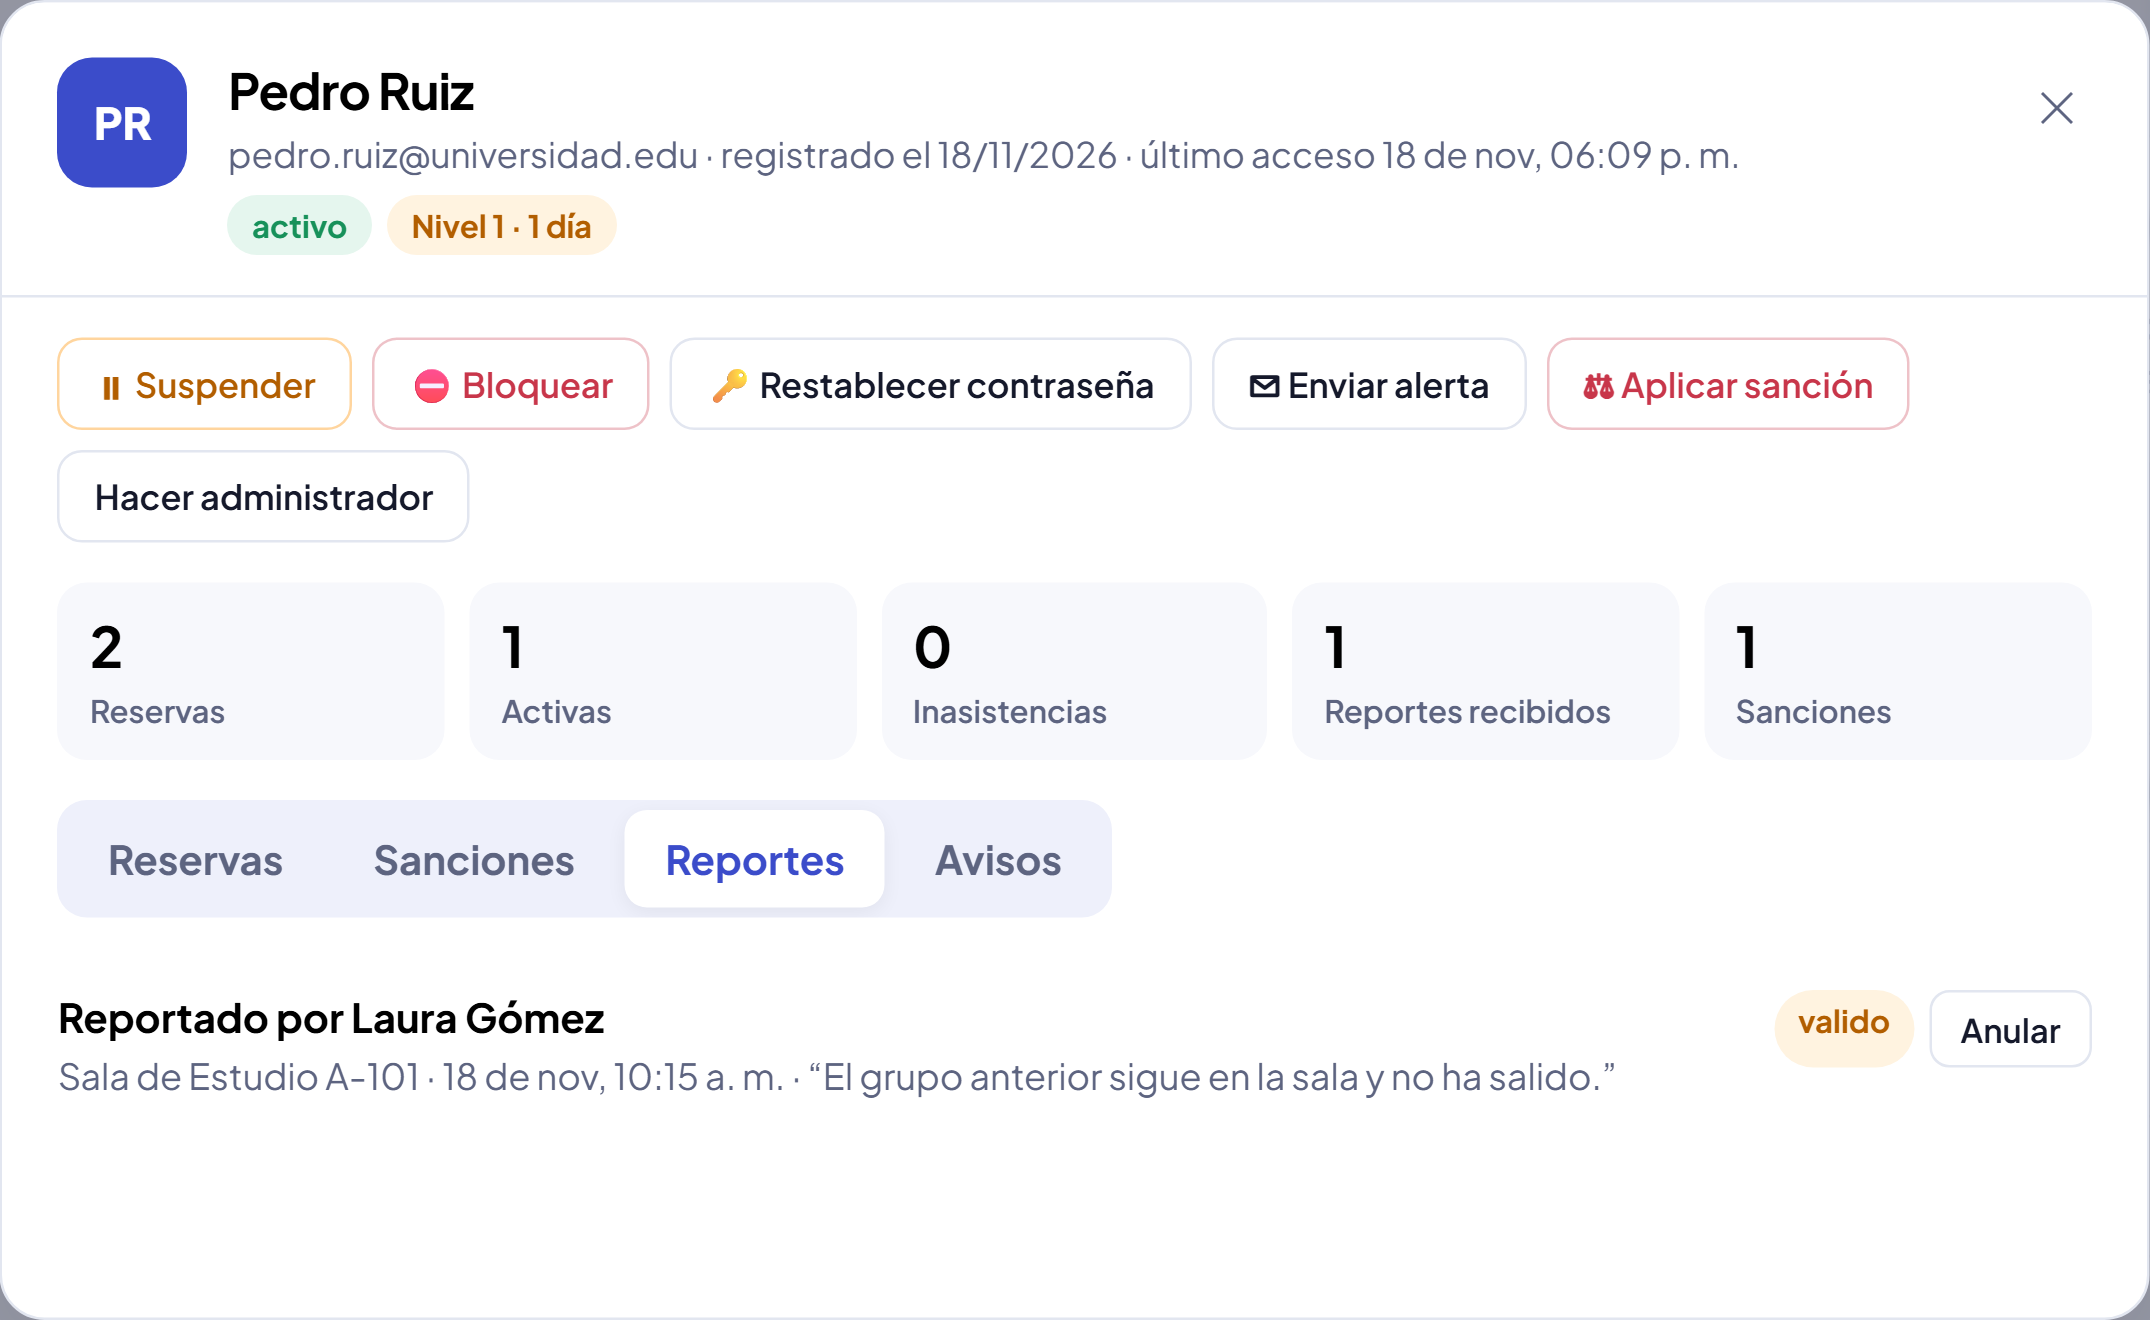 PR
Pedro Ruiz
pedro.ruiz@universidad.edu · registrado el 18/11/2026 · último acceso 18 de nov, 06:09 p. m.
activo
Nivel 1 · 1 día
Suspender
Bloquear
Restablecer contraseña
Enviar alerta
Aplicar sanción
Hacer administrador
2
Reservas
1
Activas
0
Inasistencias
1
Reportes recibidos
1
Sanciones
Reservas
Sanciones
Reportes
Avisos
Reportado por Laura Gómez
valido
Anular
Sala de Estudio A-101 · 18 de nov, 10:15 a. m. · “El grupo anterior sigue en la sala y no ha salido.”